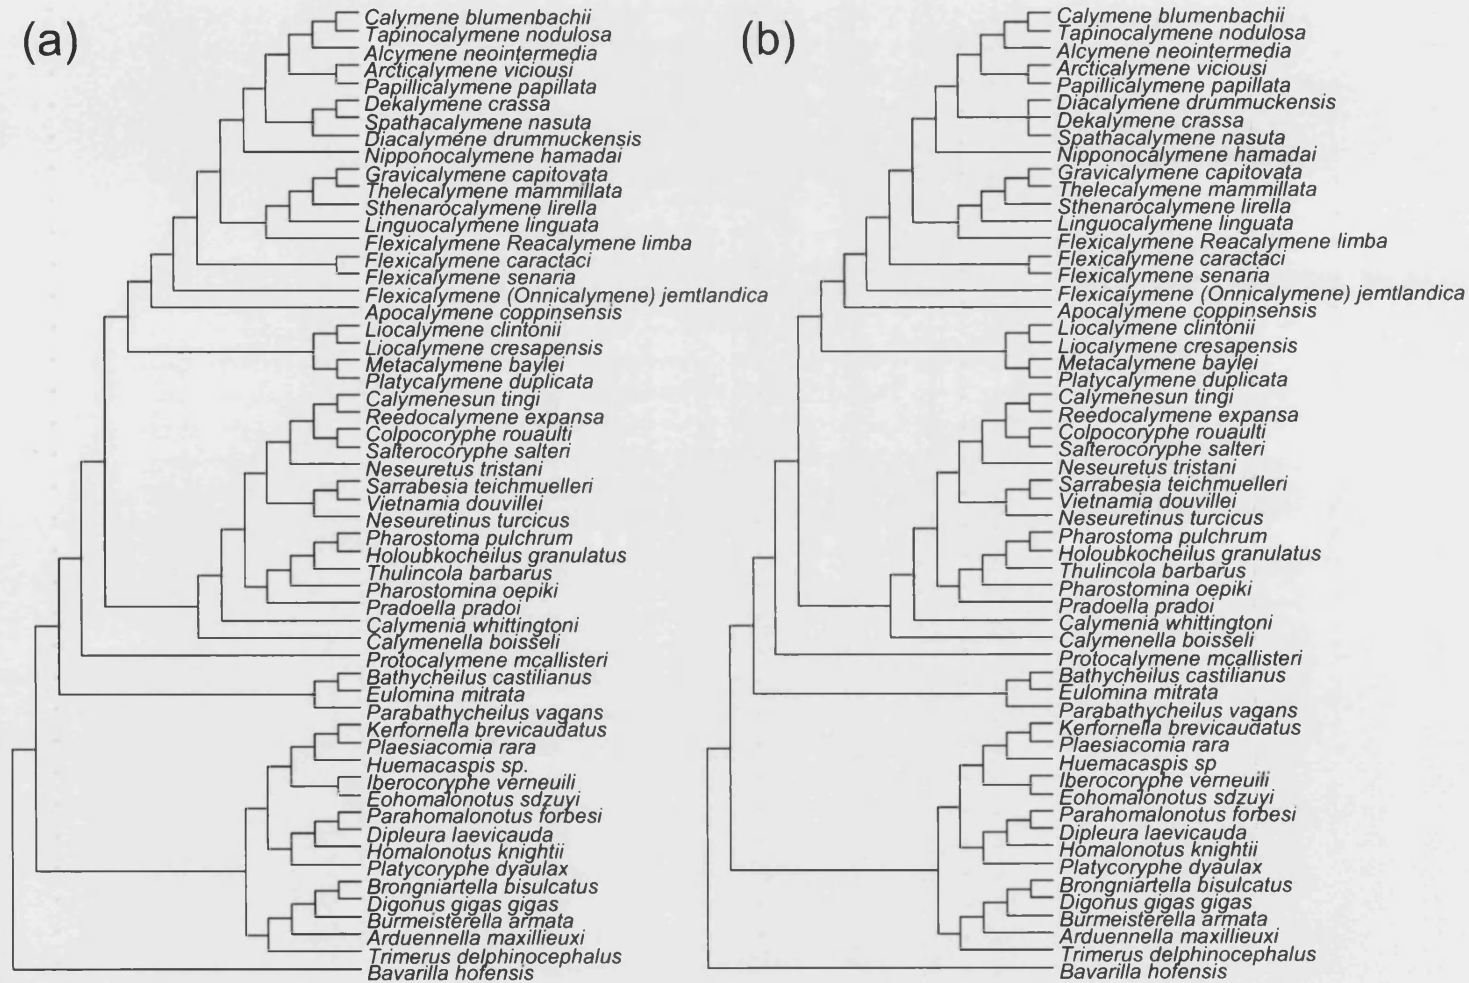 (a)
Calymene blumenbachii
Tapinocalymene nodulosa
Alcymene neointermedia
Arcticalymene viciousi
Papillicalymene papillata
Dekalymene crassa
Spathacalymene nasuta
Diacalymene drummuckensis
Nipponocalymene hamadai
Gravicalymene capitovata
Thelecalymene mammillata
Sthenarocalymene lirella
Linguocalymene linguata
Flexicalymene Reacalymene limba
Flexicalymene caractaci
Flexicalymene senaria
Flexicalymene (Onnicalymene) jemtlandica
Apocalymene coppinsensis
Liocalymene clintonii
Liocalymene cresapensis
Metacalymene baylei
Platycalymene duplicata
Calymenesun tingi
Reedocalymene expansa
Colpocoryphe rouaulti
Salterocoryphe salteri
Neseuretus tristani
Sarrabesia teichmuelleri
Vietnamia douvillei
Neseuretinus turcicus
Pharostoma pulchrum
Holoubkocheilus granulatus
Thulincola barbarus
Pharostomina oepiki
Pradoella pradoi
Calymenia whittingtoni
Calymenella boisseli
Protocalymene mcallisteri
Bathycheilus castilianus
Eulomina mitrata
Parabathycheilus vagans
Kerfornella brevicaudatus
Plaesiacomia rara
Huemacaspis sp.
Iberocoryphe verneuili
Eohomalonotus sdzuyi
Parahomalonotus forbesi
Dipleura laevicauda
Homalonotus knightii
Platycoryphe dyaulax
Brongniartella bisulcatus
Digonus gigas gigas
Burmeisterella armata
Arduennella maxillieuxi
Trimerus delphinocephalus
Bavarilla hofensis
(b)
Calymene blumenbachii
Tapinocalymene nodulosa
Alcymene neointermedia
Arcticalymene viciousi
Papillicalymene papillata
Diacalymene drummuckensis
Dekalymene crassa
Spathacalymene nasuta
Nipponocalymene hamadai
Gravicalymene capitovata
Thelecalymene mammillata
Sthenarocalymene lirella
Linguocalymene linguata
Flexicalymene Reacalymene limba
Flexicalymene caractaci
Flexicalymene senaria
Flexicalymene (Onnicalymene) jemtlandica
Apocalymene coppinsensis
Liocalymene clintonii
Liocalymene cresapensis
Metacalymene baylei
Platycalymene duplicata
Calymenesun tingi
Reedocalymene expansa
Colpocoryphe rouaulti
Salterocoryphe salteri
Neseuretus tristani
Sarrabesia teichmuelleri
Vietnamia douvillei
Neseuretinus turcicus
Pharostoma pulchrum
Holoubkocheilus granulatus
Thulincola barbarus
Pharostomina oepiki
Pradoella pradoi
Calymenia whittingtoni
Calymenella boisseli
Protocalymene mcallisteri
Bathycheilus castilianus
Eulomina mitrata
Parabathycheilus vagans
Kerfornella brevicaudatus
Plaesiacomia rara
Huemacaspis sp
Iberocoryphe verneuili
Eohomalonotus sdzuyi
Parahomalonotus forbesi
Dipleura laevicauda
Homalonotus knightii
Platycoryphe dyaulax
Brongniartella bisulcatus
Digonus gigas gigas
Burmeisterella armata
Arduennella maxillieuxi
Trimerus delphinocephalus
Bavarilla hofensis